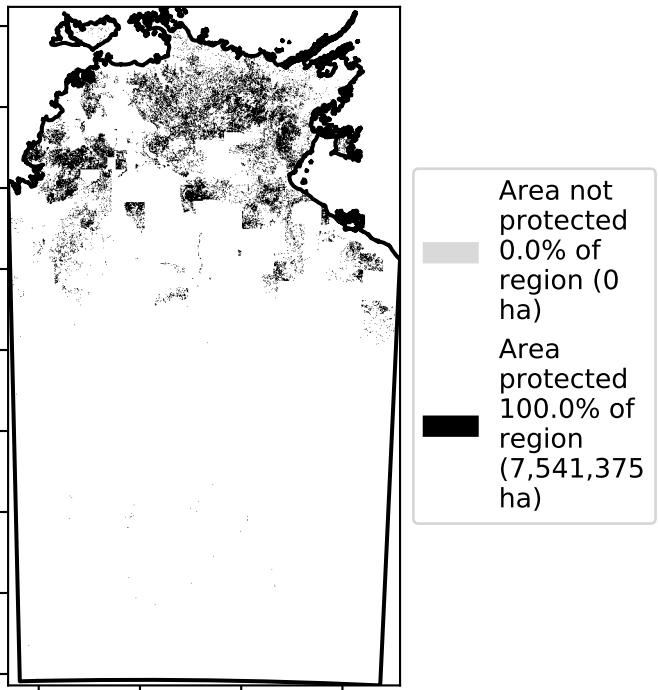 Area not
protected
0.0% of
region (0
ha)
Area
protected
100.0% of
region
(7,541,375
ha)